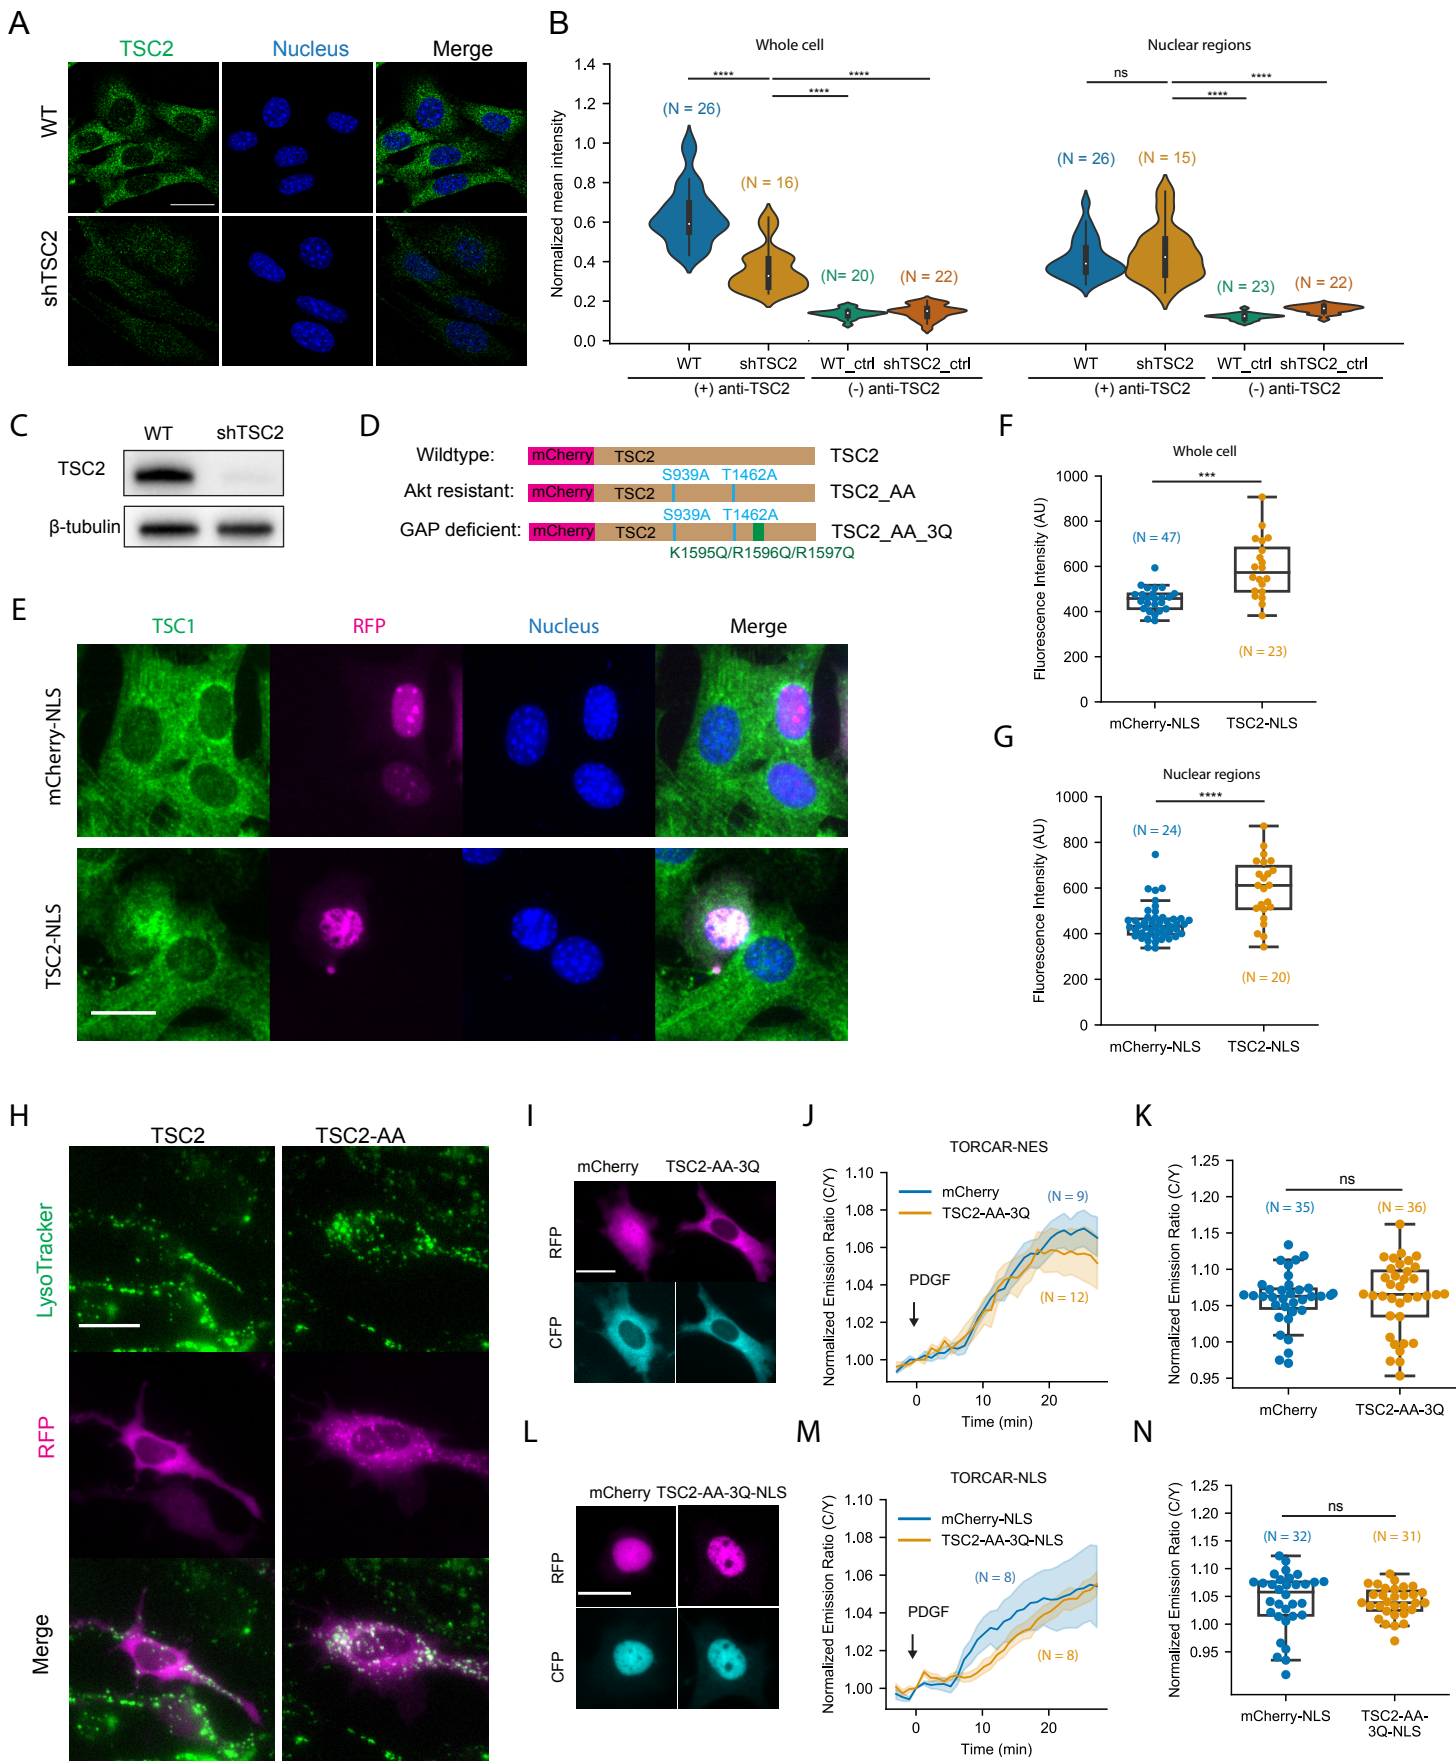 A
TSC2 Nucleus Merge
WT
shTSC2
B
Whole cell
Nuclear regions
Normalized mean intensity
1.4
1.2
1.0
0.8
0.6
0.4
0.2
0.0
**** **** ****
(N = 26)
(N = 16)
(N= 20)
(N = 22)
ns **** ****
(N = 26)
(N = 15)
(N = 23)
(N = 22)
WT shTSC2 WT_ctrl shTSC2_ctrl
(+) anti-TSC2 (-) anti-TSC2
WT shTSC2 WT_ctrl shTSC2_ctrl
(+) anti-TSC2 (-) anti-TSC2
C
WT shTSC2
TSC2
β-tubulin
D
Wildtype: mCherry TSC2 TSC2
S939A T1462A
Akt resistant: mCherry TSC2 TSC2_AA
S939A T1462A
GAP deficient: mCherry TSC2 TSC2_AA_3Q
K1595Q/R1596Q/R1597Q
E
TSC1 RFP Nucleus Merge
mCherry-NLS
TSC2-NLS
F
Whole cell
Fluorescence Intensity (AU)
1000
800
600
400
200
0
***
(N = 47)
(N = 23)
mCherry-NLS TSC2-NLS
G
Nuclear regions
Fluorescence Intensity (AU)
1000
800
600
400
200
0
****
(N = 24)
(N = 20)
mCherry-NLS TSC2-NLS
H
TSC2 TSC2-AA
LysoTracker
RFP
Merge
I
mCherry TSC2-AA-3Q
RFP
CFP
J
TORCAR-NES
Normalized Emission Ratio (C/Y)
1.10
1.08
1.06
1.04
1.02
1.00
mCherry
TSC2-AA-3Q
(N = 9)
(N = 12)
PDGF
0 10 20
Time (min)
K
Normalized Emission Ratio (C/Y)
1.25
1.20
1.15
1.10
1.05
1.00
0.95
ns
(N = 35)
(N = 36)
mCherry TSC2-AA-3Q
L
mCherry TSC2-AA-3Q-NLS
RFP
CFP
M
TORCAR-NLS
Normalized Emission Ratio (C/Y)
1.10
1.08
1.06
1.04
1.02
1.00
mCherry-NLS
TSC2-AA-3Q-NLS
(N = 8)
(N = 8)
PDGF
0 10 20
Time (min)
N
Normalized Emission Ratio (C/Y)
1.25
1.20
1.15
1.10
1.05
1.00
0.95
ns
(N = 32)
(N = 31)
mCherry-NLS TSC2-AA-
3Q-NLS